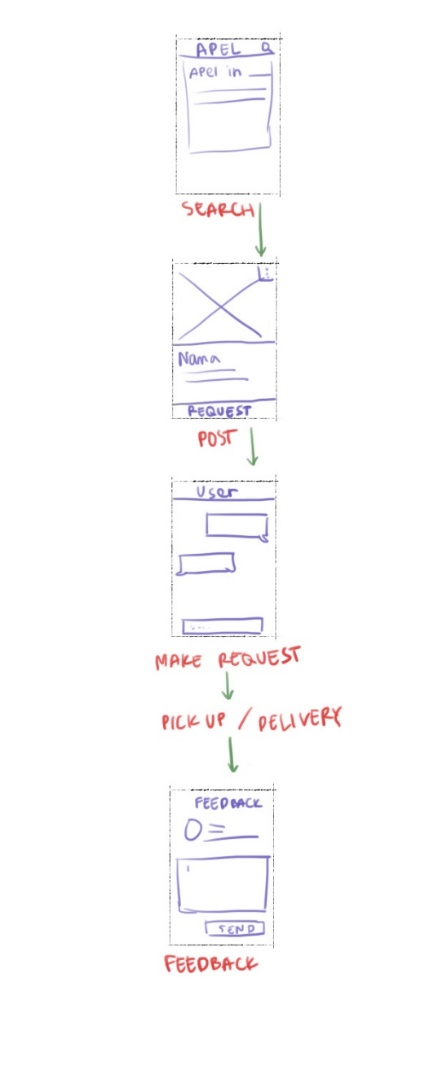 APEL
Apel in
SEARCH
Nama
REQUEST
POST
User
MAKE REQUEST
PICK UP / DELIVERY
FEEDBACK
SEND
FEEDBACK